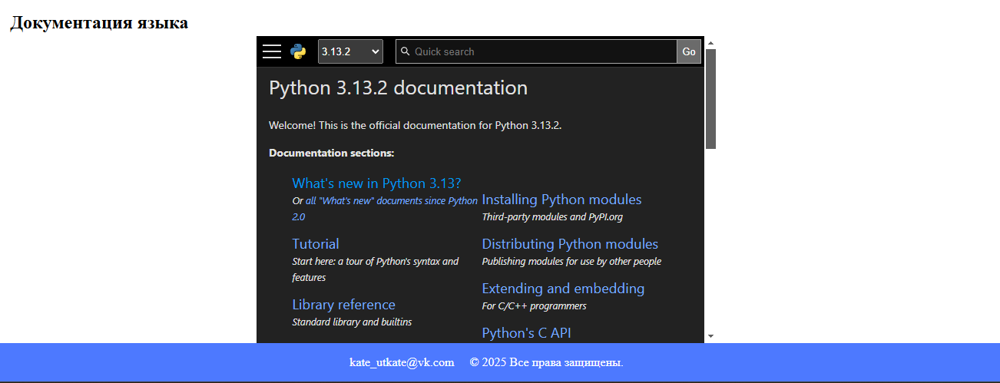 Документация языка
3.13.2
Quick search
Go
Python 3.13.2 documentation
Welcome! This is the official documentation for Python 3.13.2.
Documentation sections:
What's new in Python 3.13?
Or all "What's new" documents since Python
2.0
Tutorial
Start here: a tour of Python's syntax and
features
Library reference
Standard library and builtins
Installing Python modules
Third-party modules and PyPI.org
Distributing Python modules
Publishing modules for use by other people
Extending and embedding
For C/C++ programmers
Python's C API
kate_utkate@vk.com © 2025 Все права защищены.